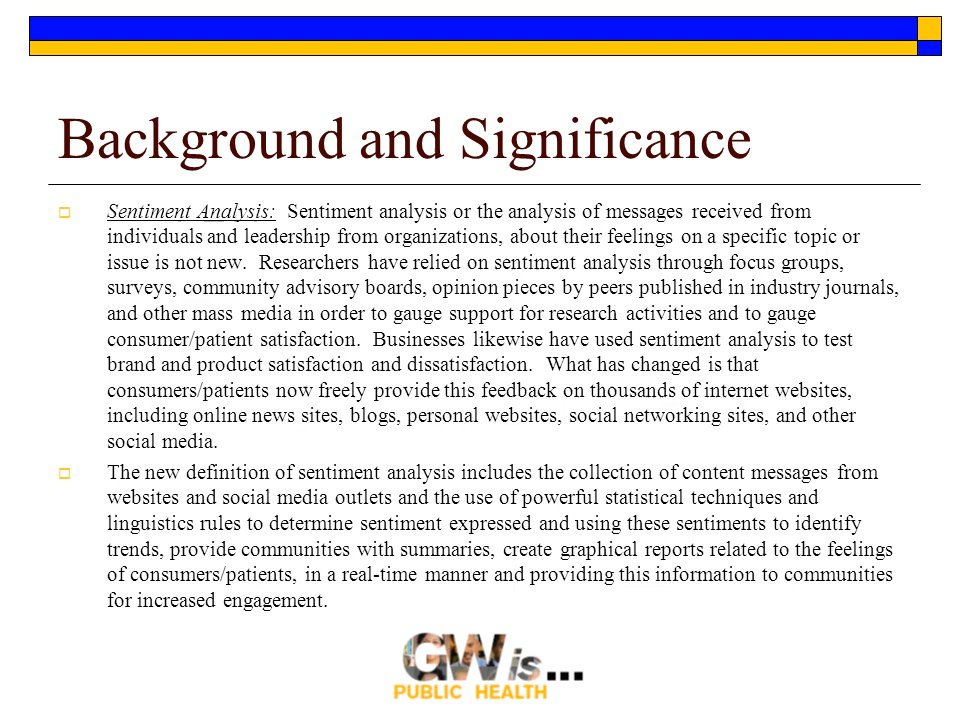 Background and Significance
Sentiment Analysis: Sentiment analysis or the analysis of messages received from
individuals and leadership from organizations, about their feelings on a specific topic or
issue is not new. Researchers have relied on sentiment analysis through focus groups,
surveys, community advisory boards, opinion pieces by peers published in industry journals,
and other mass media in order to gauge support for research activities and to gauge
consumer/patient satisfaction. Businesses likewise have used sentiment analysis to test
brand and product satisfaction and dissatisfaction. What has changed is that
consumers/patients now freely provide this feedback on thousands of internet websites,
including online news sites, blogs, personal websites, social networking sites, and other
social media.
The new definition of sentiment analysis includes the collection of content messages from
websites and social media outlets and the use of powerful statistical techniques and
linguistics rules to determine sentiment expressed and using these sentiments to identify
trends, provide communities with summaries, create graphical reports related to the feelings
of consumers/patients, in a real-time manner and providing this information to communities
for increased engagement.
GW is...
PUBLIC HEALTH